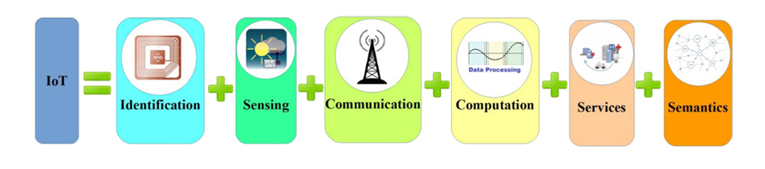 IoT
Identification
Sensing
Communication
Data Processing
Computation
Services
Semantics